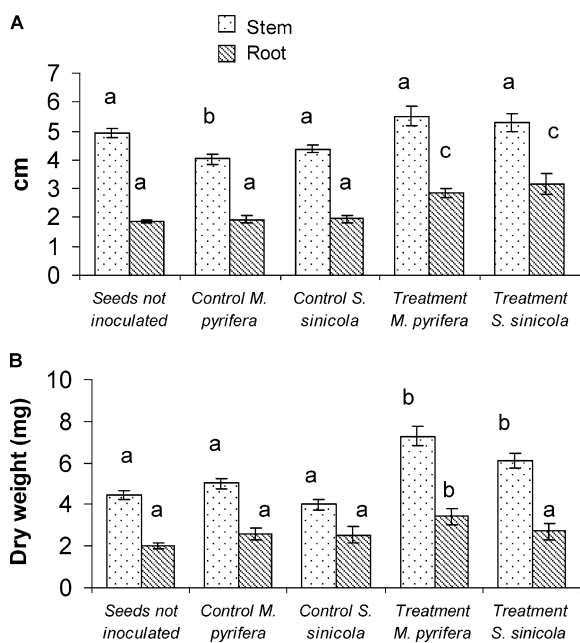 A
Stem
Root
7
6
5
4
3
2
1
0
cm
a
a
b
a
a
a
a
c
a
c
Seeds not
inoculated
Control M.
pyrifera
Control S.
sinicola
Treatment
M. pyrifera
Treatment
S. sinicola
B
10
8
6
4
2
0
Dry weight (mg)
a
a
a
a
a
a
b
b
b
a
Seeds not
inoculated
Control M.
pyrifera
Control S.
sinicola
Treatment
M. pyrifera
Treatment
S. sinicola